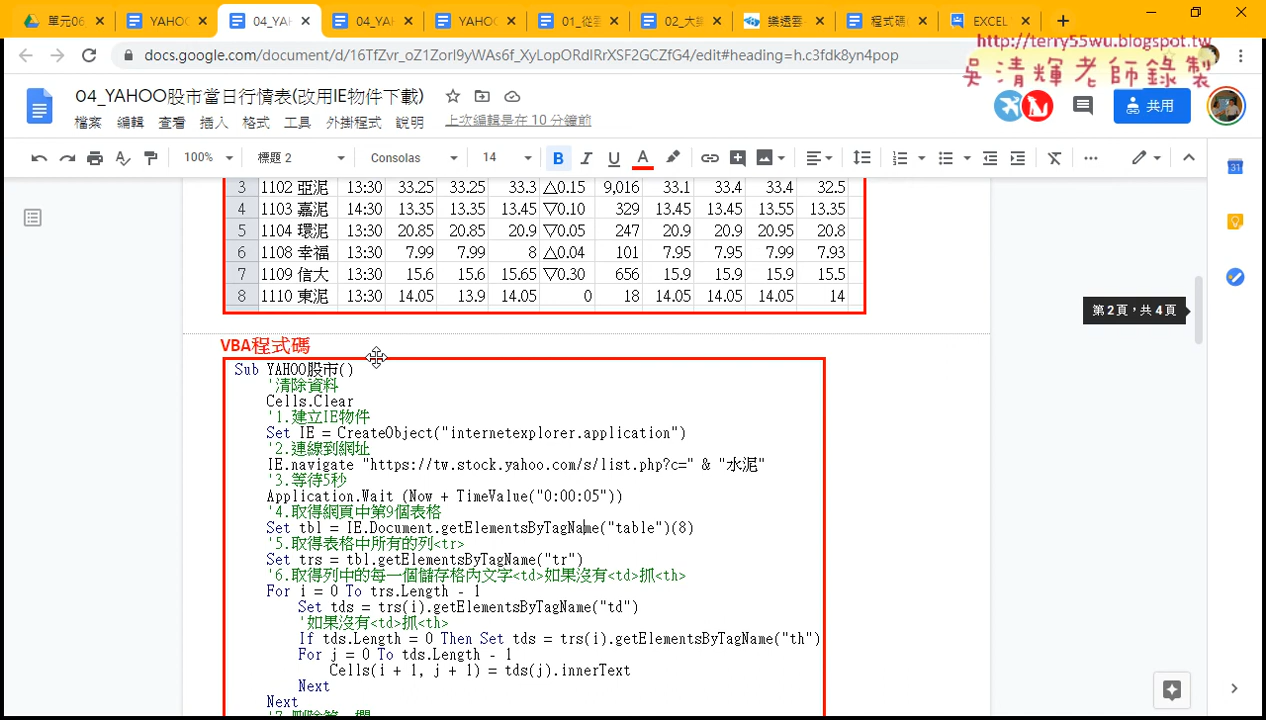 單元06
YAHOO
04_YA
04_YA
YAHOO
01_從
02_大
樂透雲
程式碼
EXCEL
docs.google.com/document/d/16TfZvr_oZ1ZorI9yWAs6f_XyLopORdIRrXSF2GCZfG4/edit#heading=h.c3fdk8yn4pop
http://terry55wu.blogspot.tw
吳清輝老師錄製
04_YAHOO股市當日行情表(改用IE物件下載)
檔案 編輯 查看 插入 格式 工具 外掛程式 說明 上次編輯是在 10 分鐘前
共用
100% 標題 2 Consolas 14 B I U A
3 1102 亞泥 13:30 33.25 33.25 33.3 △0.15 9,016 33.1 33.4 33.4 32.5
4 1103 嘉泥 14:30 13.35 13.35 13.45 ▽0.10 329 13.45 13.45 13.55 13.35
5 1104 環泥 13:30 20.85 20.85 20.9 ▽0.05 247 20.9 20.9 20.95 20.8
6 1108 幸福 13:30 7.99 7.99 8 △0.04 101 7.95 7.95 7.99 7.93
7 1109 信大 13:30 15.6 15.6 15.65 ▽0.30 656 15.9 15.9 15.9 15.5
8 1110 東泥 13:30 14.05 13.9 14.05 0 18 14.05 14.05 14.05 14
第 2 頁，共 4 頁
VBA程式碼
Sub YAHOO股市()
'清除資料
Cells.Clear
'1.建立IE物件
Set IE = CreateObject("internetexplorer.application")
'2.連線到網址
IE.navigate "https://tw.stock.yahoo.com/s/list.php?c=" & "水泥"
'3.等待5秒
Application.Wait (Now + TimeValue("0:00:05"))
'4.取得網頁中第9個表格
Set tbl = IE.Document.getElementsByTagName("table")(8)
'5.取得表格中所有的列<tr>
Set trs = tbl.getElementsByTagName("tr")
'6.取得列中的每一個儲存格內文字<td>如果沒有<td>抓<th>
For i = 0 To trs.Length - 1
Set tds = trs(i).getElementsByTagName("td")
'如果沒有<td>抓<th>
If tds.Length = 0 Then Set tds = trs(i).getElementsByTagName("th")
For j = 0 To tds.Length - 1
Cells(i + 1, j + 1) = tds(j).innerText
Next
Next